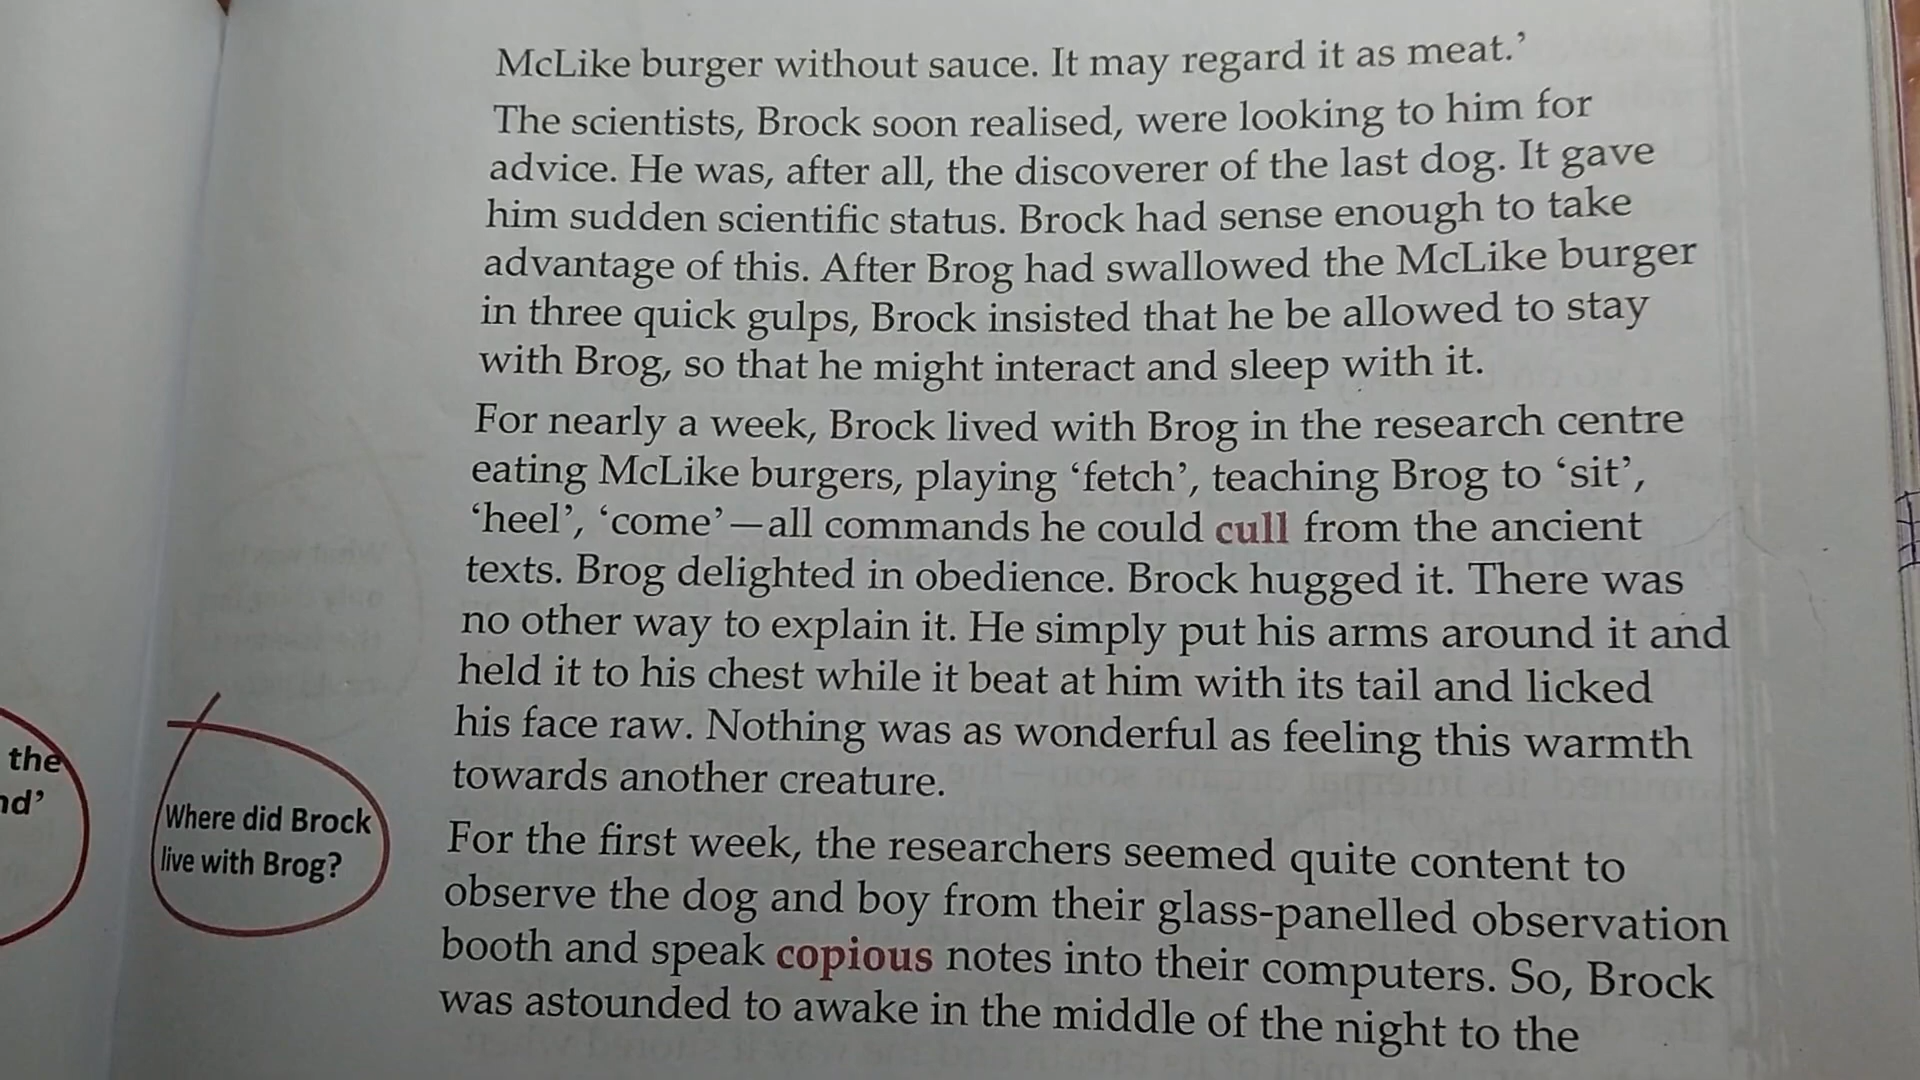 McLike burger without sauce. It may regard it as meat.’
The scientists, Brock soon realised, were looking to him for
advice. He was, after all, the discoverer of the last dog. It gave
him sudden scientific status. Brock had sense enough to take
advantage of this. After Brog had swallowed the McLike burger
in three quick gulps, Brock insisted that he be allowed to stay
with Brog, so that he might interact and sleep with it.
For nearly a week, Brock lived with Brog in the research centre
eating McLike burgers, playing ‘fetch’, teaching Brog to ‘sit’,
‘heel’, ‘come’—all commands he could cull from the ancient
texts. Brog delighted in obedience. Brock hugged it. There was
no other way to explain it. He simply put his arms around it and
held it to his chest while it beat at him with its tail and licked
his face raw. Nothing was as wonderful as feeling this warmth
towards another creature.
For the first week, the researchers seemed quite content to
observe the dog and boy from their glass-panelled observation
booth and speak copious notes into their computers. So, Brock
was astounded to awake in the middle of the night to the
Where did Brock
live with Brog?
the
nd’